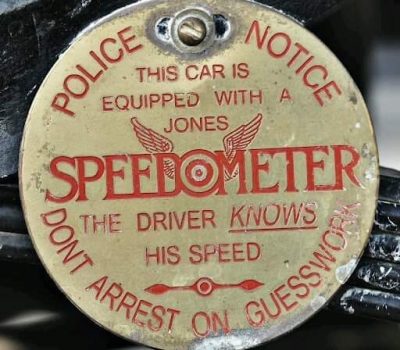 POLICE NOTICE
THIS CAR IS
EQUIPPED WITH A
JONES
SPEEDOMETER
THE DRIVER KNOWS
HIS SPEED
DONT ARREST ON GUESSWORK